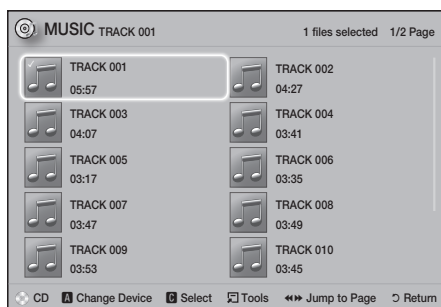 MUSIC TRACK 001 1 files selected 1/2 Page
TRACK 001 TRACK 002
05:57 04:27
TRACK 003 TRACK 004
04:07 03:41
TRACK 005 TRACK 006
03:17 03:35
TRACK 007 TRACK 008
03:47 03:49
TRACK 009 TRACK 010
03:53 03:45
CD A Change Device C Select Tools Jump to Page Return